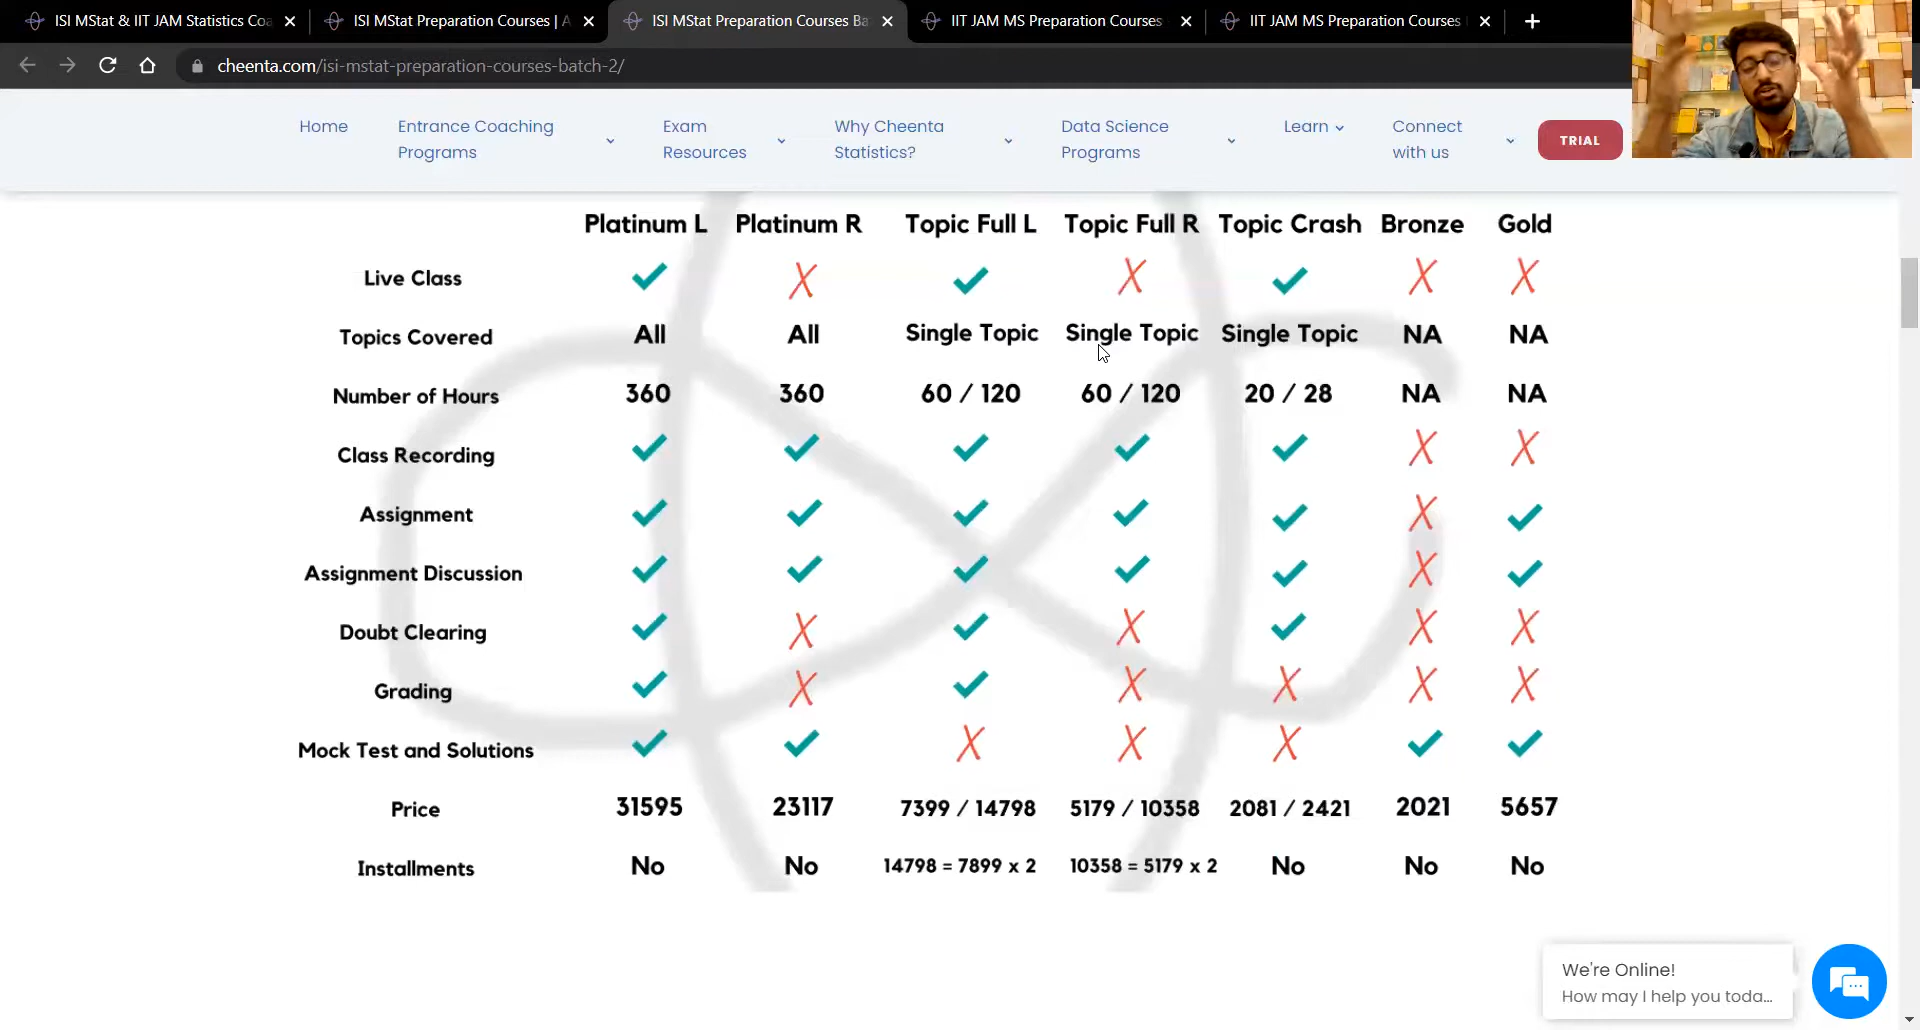 ISI MStat & IIT JAM Statistics Coa
ISI MStat Preparation Courses | A
ISI MStat Preparation Courses Ba
IIT JAM MS Preparation Courses
IIT JAM MS Preparation Courses
cheenta.com/isi-mstat-preparation-courses-batch-2/
Home
Entrance Coaching
Programs
Exam
Resources
Why Cheenta
Statistics?
Data Science
Programs
Learn
Connect
with us
TRIAL
Platinum L Platinum R Topic Full L Topic Full R Topic Crash Bronze Gold
Live Class
Topics Covered All All Single Topic Single Topic Single Topic NA NA
Number of Hours 360 360 60 / 120 60 / 120 20 / 28 NA NA
Class Recording
Assignment
Assignment Discussion
Doubt Clearing
Grading
Mock Test and Solutions
Price 31595 23117 7399 / 14798 5179 / 10358 2081 / 2421 2021 5657
Installments No No 14798 = 7899 x 2 10358 = 5179 x 2 No No No
We're Online!
How may I help you toda...